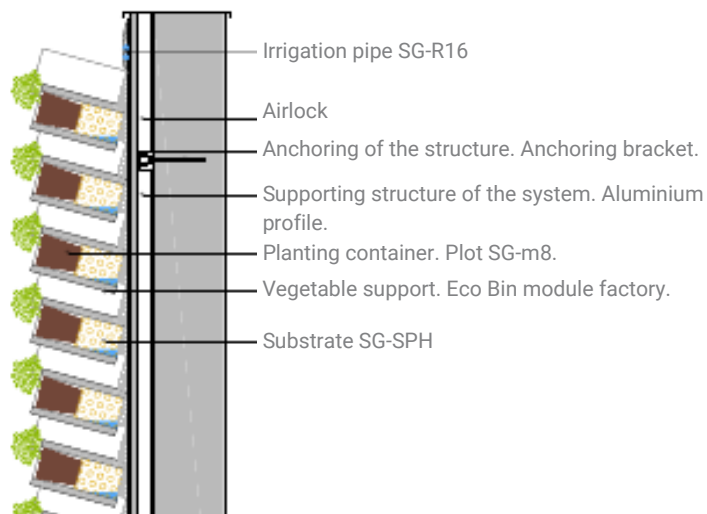 Irrigation pipe SG-R16
Airlock
Anchoring of the structure. Anchoring bracket.
Supporting structure of the system. Aluminium
profile.
Planting container. Plot SG-m8.
Vegetable support. Eco Bin module factory.
Substrate SG-SPH